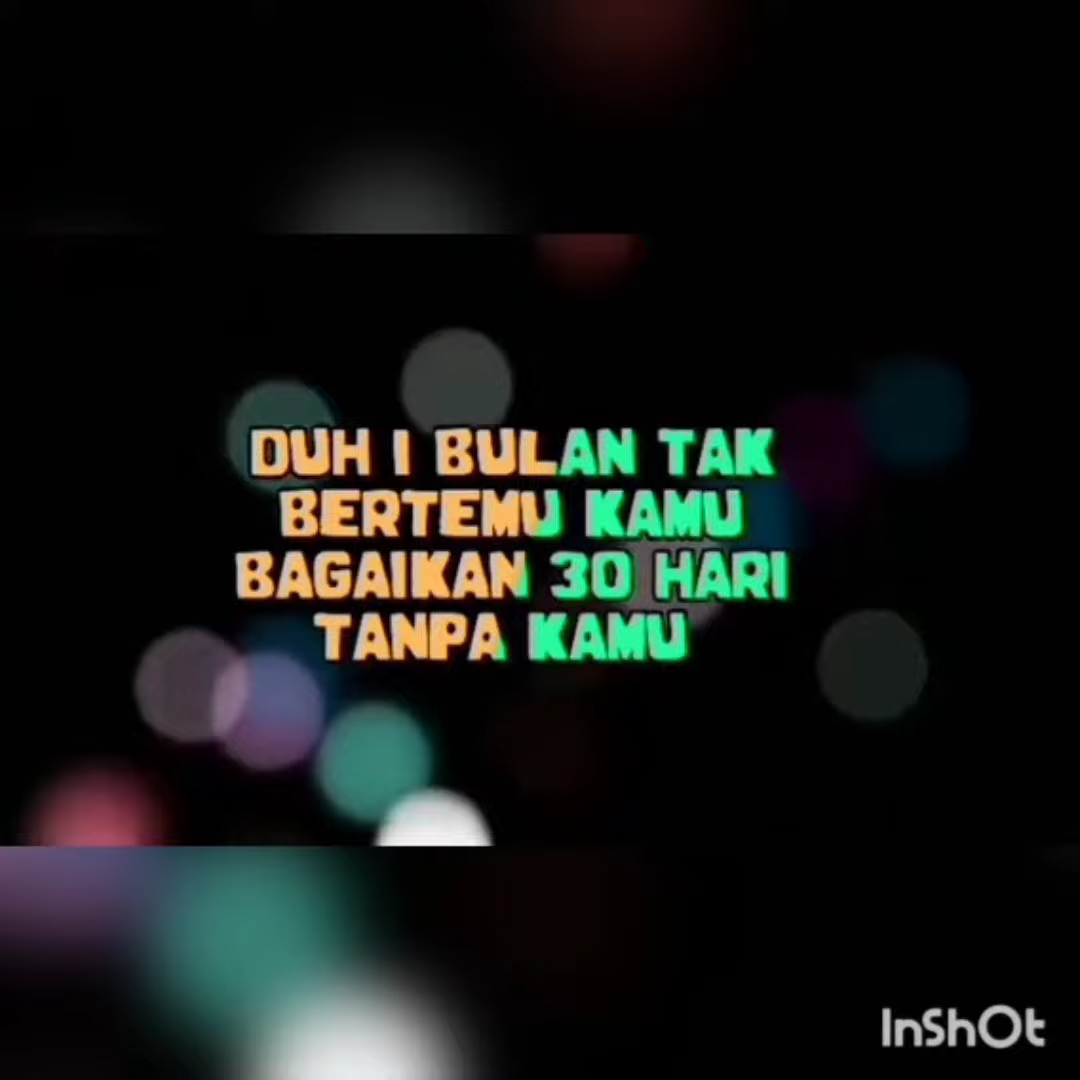 DUH 1 BULAN TAK
BERTEMU KAMU
BAGAIKAN 30 HARI
TANPA KAMU
InShOt